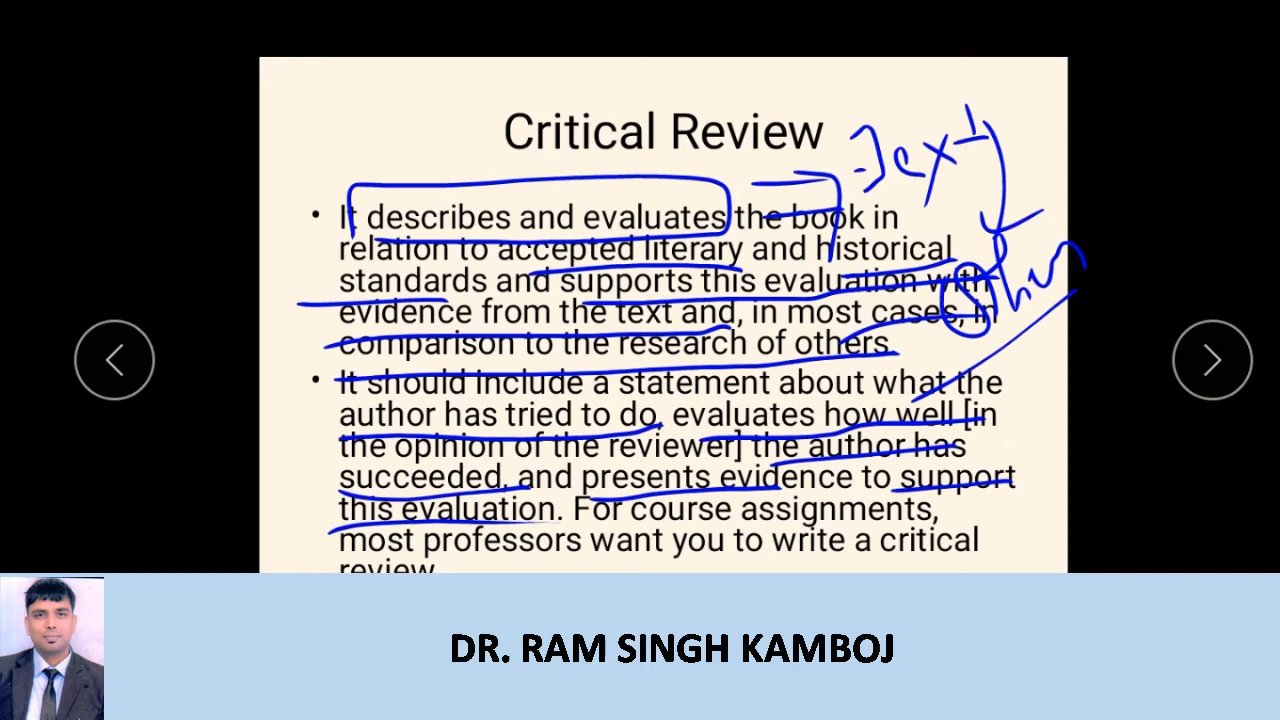 Critical Review
• It describes and evaluates the book in
relation to accepted literary and historical
standards and supports this evaluation with
evidence from the text and, in most cases, in
comparison to the research of others.
• It should include a statement about what the
author has tried to do, evaluates how well [in
the opinion of the reviewer] the author has
succeeded, and presents evidence to support
this evaluation. For course assignments,
most professors want you to write a critical
review.
DR. RAM SINGH KAMBOJ